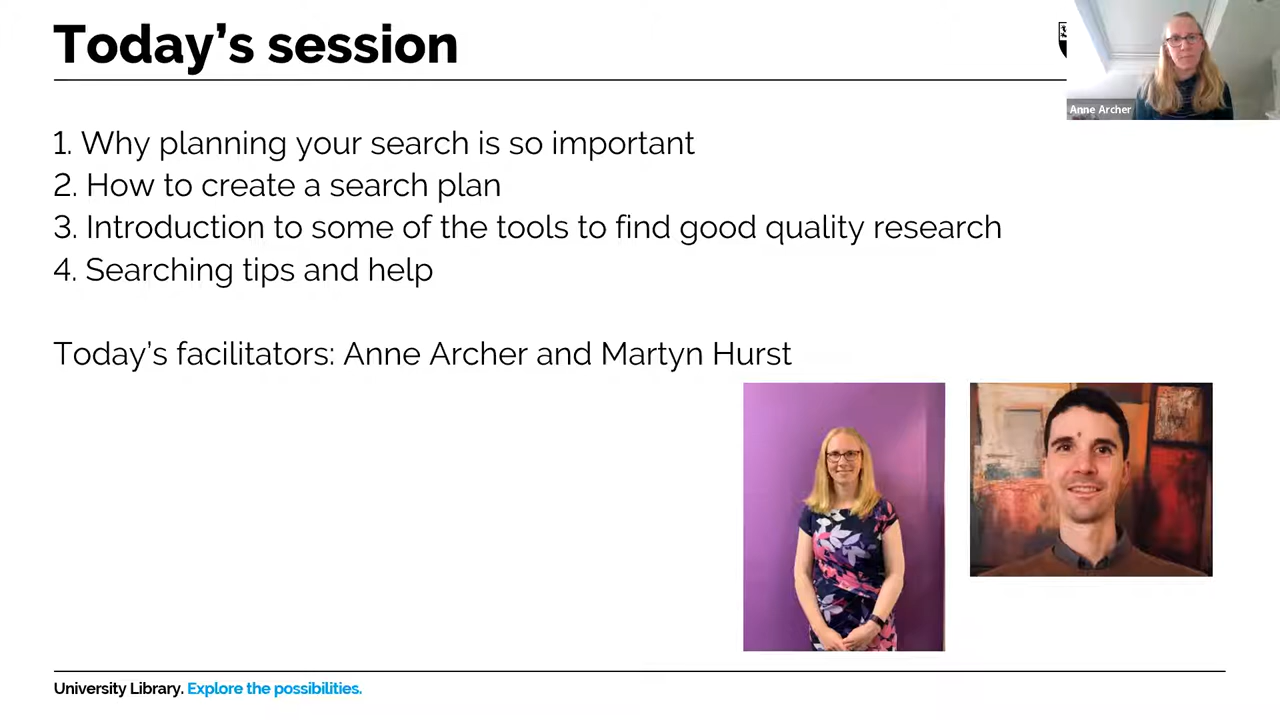 Today's session
Anne Archer
1. Why planning your search is so important
2. How to create a search plan
3. Introduction to some of the tools to find good quality research
4. Searching tips and help
Today's facilitators: Anne Archer and Martyn Hurst
University Library. Explore the possibilities.